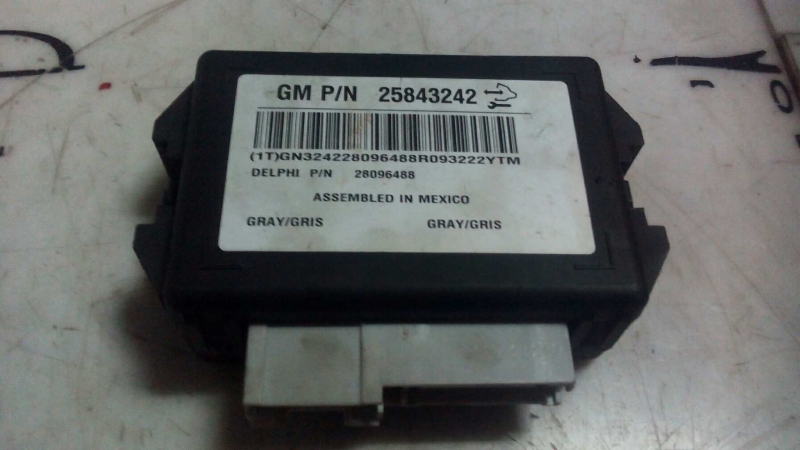 GM P/N 25843242
(1T)GN324228096488R093222YTM
DELPHI P/N 28096488
ASSEMBLED IN MEXICO
GRAY/GRIS GRAY/GRIS